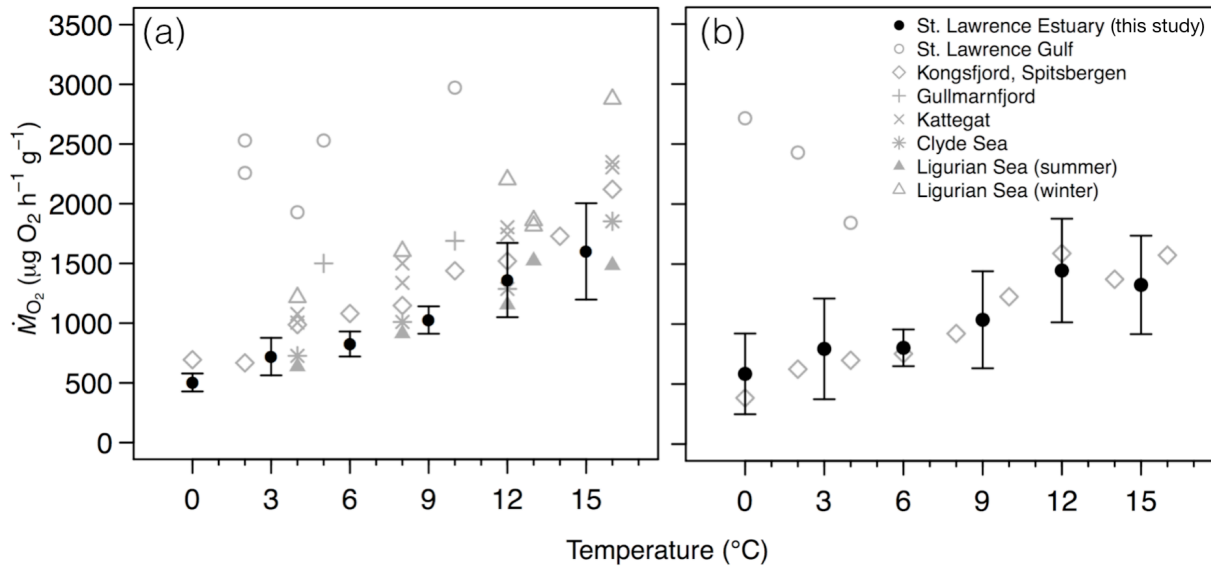 (a)
(b)
3500
3000
2500
2000
1500
1000
500
0
ṀO₂ (µg O₂ h⁻¹ g⁻¹)
St. Lawrence Estuary (this study)
St. Lawrence Gulf
Kongsfjord, Spitsbergen
Gullmarnfjord
Kattegat
Clyde Sea
Ligurian Sea (summer)
Ligurian Sea (winter)
0 3 6 9 12 15
0 3 6 9 12 15
Temperature (°C)